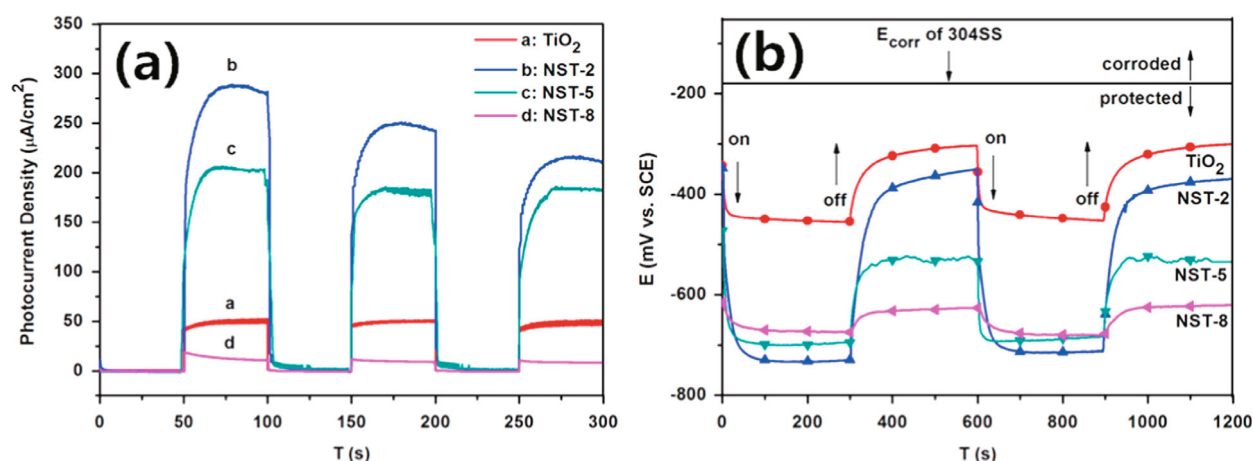 (a)
350
300
250
200
150
100
50
0
Photocurrent Density (μA/cm²)
a: TiO₂
b: NST-2
c: NST-5
d: NST-8
b
c
a
d
0 50 100 150 200 250 300
T (s)
(b)
E_corr of 304SS
corroded
protected
-200
-400
-600
-800
E (mV vs. SCE)
on
off
on
off
TiO₂
NST-2
NST-5
NST-8
0 200 400 600 800 1000 1200
T (s)